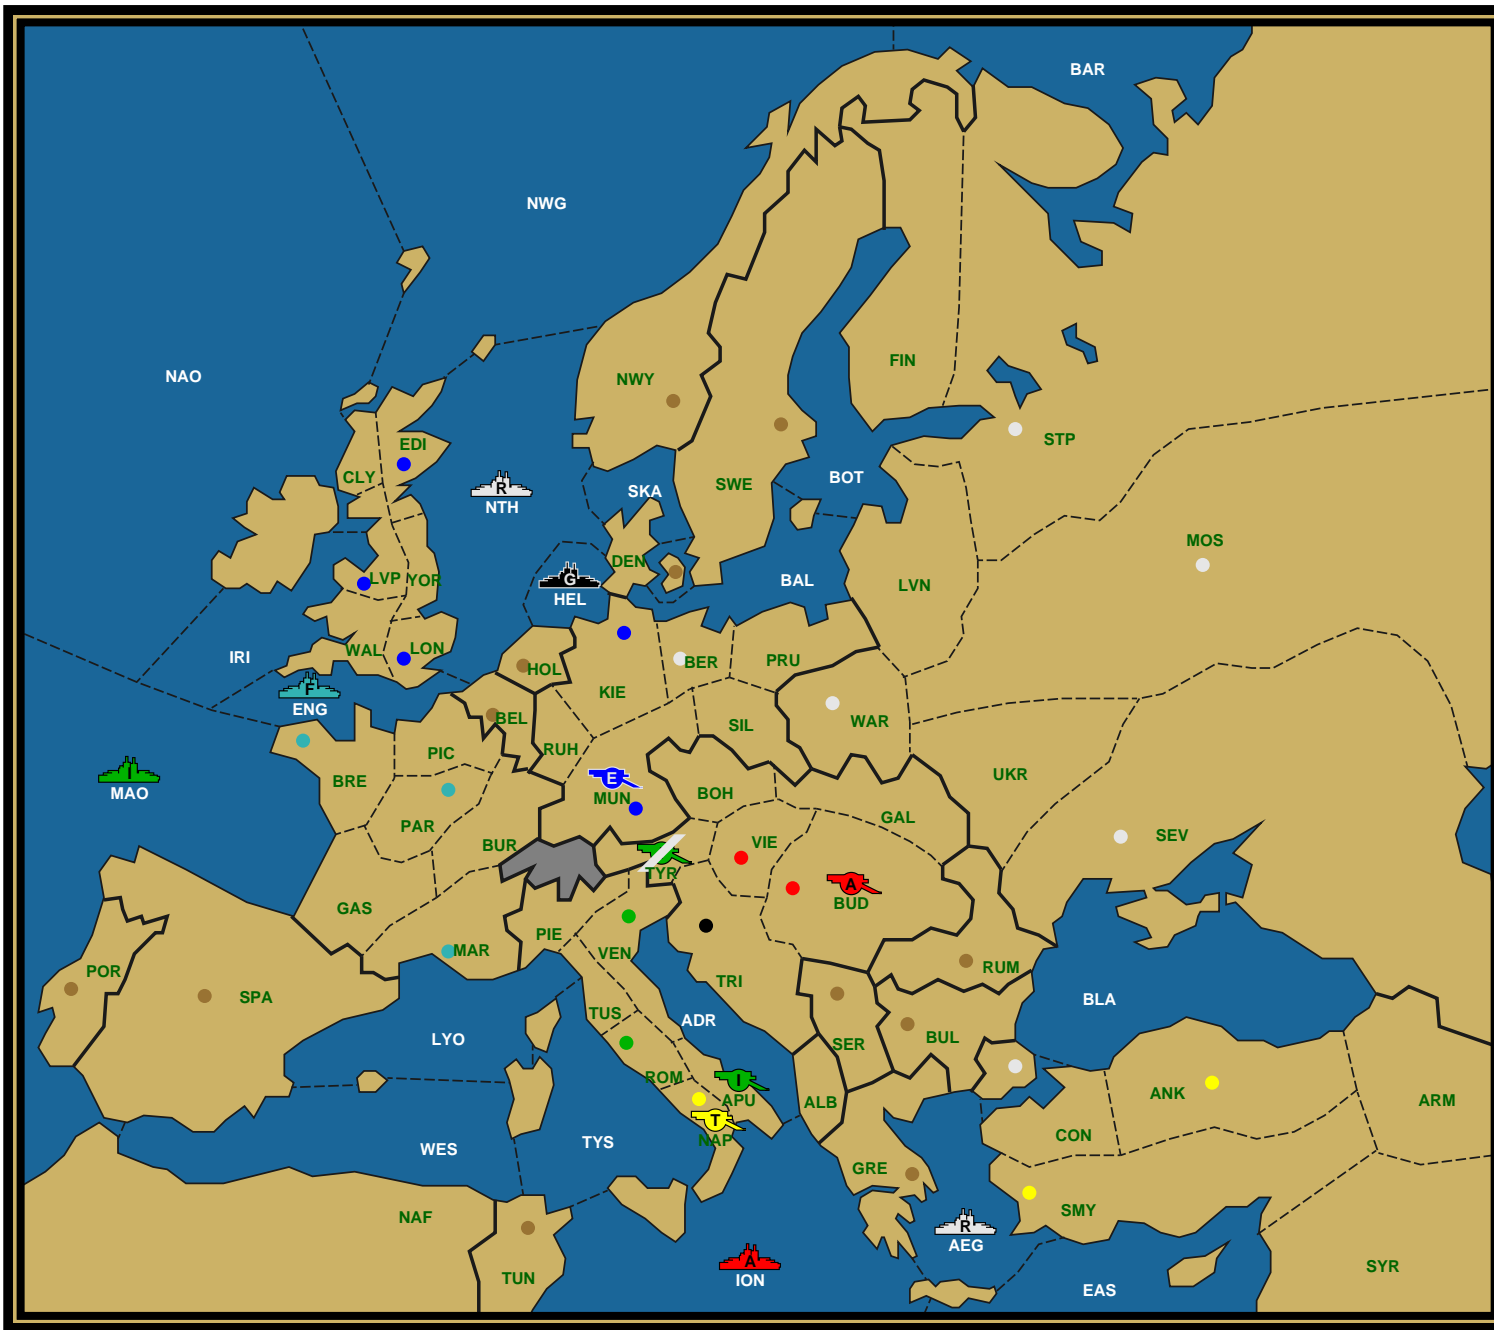 BAR
NWG
NAO
FIN
NWY
EDI
STP
CLY
SWE
BOT
R
SKA
NTH
MOS
DEN
G
LVP
YOR
BAL
LVN
HEL
WAL
LON
IRI
HOL
BER
PRU
F
KIE
ENG
BEL
SIL
WAR
RUH
PIC
UKR
I
E
BRE
MAO
MUN
BOH
GAL
PAR
SEV
VIE
BUR
TYR
A
BUD
GAS
PIE
MAR
VEN
RUM
POR
TRI
SPA
BLA
TUS
ADR
LYO
BUL
SER
ROM
I
ANK
APU
ALB
ARM
T
CON
NAP
TYS
WES
GRE
SMY
NAF
R
AEG
A
SYR
TUN
ION
EAS